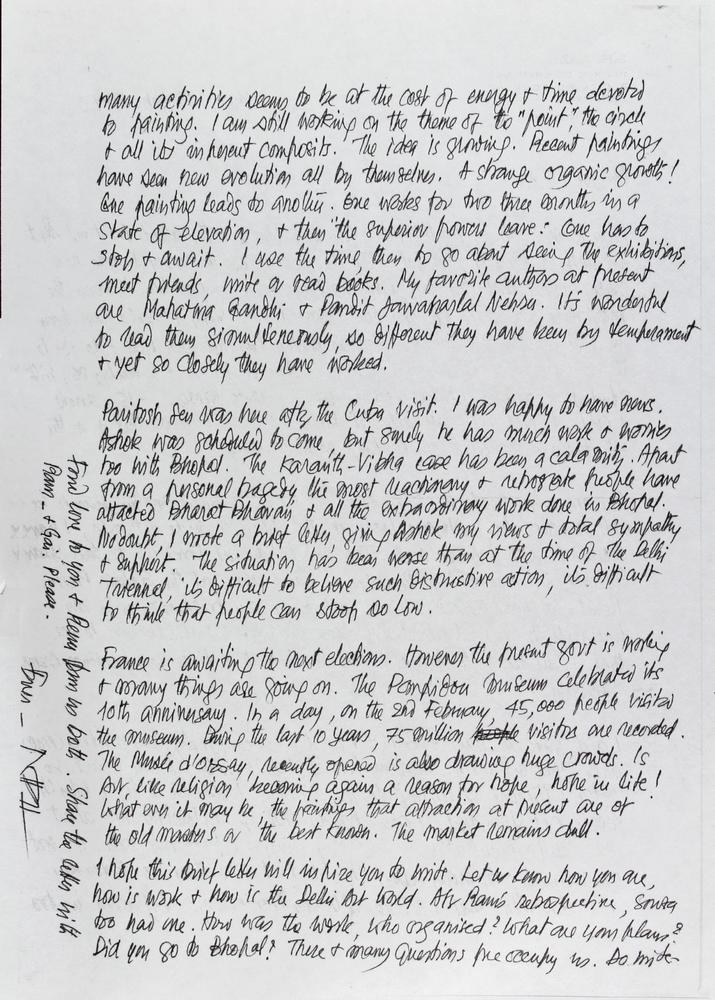 many activities seems to be at the cost of energy & time devoted
to painting. I am still working on the theme of the "point", the circle
& all its inherent composits. The idea is growing. Recent paintings
have seen new evolution all by themselves. A strange organic growth!
One painting leads to another. One works for two three months in a
state of elevation, & then "the superior powers leave": One has to
stop & await. I use the time then to go about seeing the exhibitions,
meet friends, write or read books. My favorite authors at present
are Mahatma Gandhi & Pandit Jawaharlal Nehru. It's wonderful
to read them simulteneously, so different they have been by temperament
& yet so closely they have worked.
Paritosh Sen was here after the Cuba visit. I was happy to have news.
Ashok was scheduled to come, but surely he has much work & worries
too with Bhopal. The Karanth-Vibha case has been a calamity. Apart
from a personal tragedy the most reactionary & retrograte people have
attacted Bharat Bhavan & all the extraordinary work done in Bhopal.
No doubt, I wrote a brief letter, giving Ashok my views & total sympathy
& support. The situation has been worse than at the time of the Delhi
Triennal, it's difficult to believe such distructive action, it's difficult
to think that people can stoop so low.
France is awaiting the next elections. However the present govt is working
& many things are going on. The Pompidou museum celebrated its
10th anniversary. In a day, on the 2nd February 45,000 people visited
the museum. During the last 10 years, 75 million people visitors are recorded.
The Musée d'Orsay, recently opened is also drawing huge crowds. Is
Art like religion becoming again a reason for hope, hope in life!
What ever it may be, the paintings that attraction at present are of
the old masters or the best known. The market remains dull.
I hope this brief letter will inspire you to write. Let us know how you are,
how is work & how is the Delhi Art World. After Ram's retrospective, Souza
too had one. How was the work, who organised? What are your plans?
Did you go to Bhopal? These & many questions pre occupy us. Do write-
Fond love to you & Renu from us both. Share the letter with
Ram - & Gai. Please.
Ever -